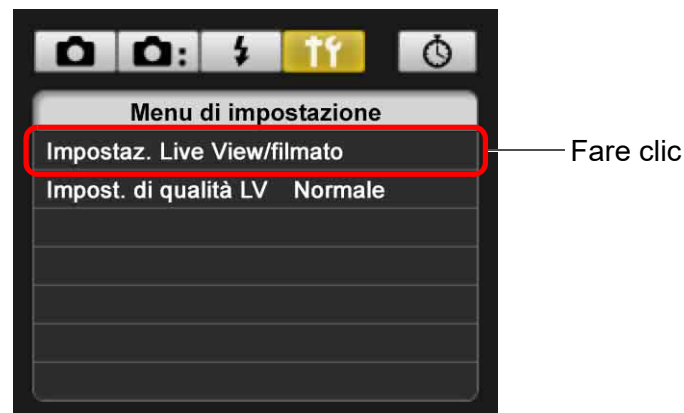 Menu di impostazione
Impostaz. Live View/filmato
Fare clic
Impost. di qualità LV Normale